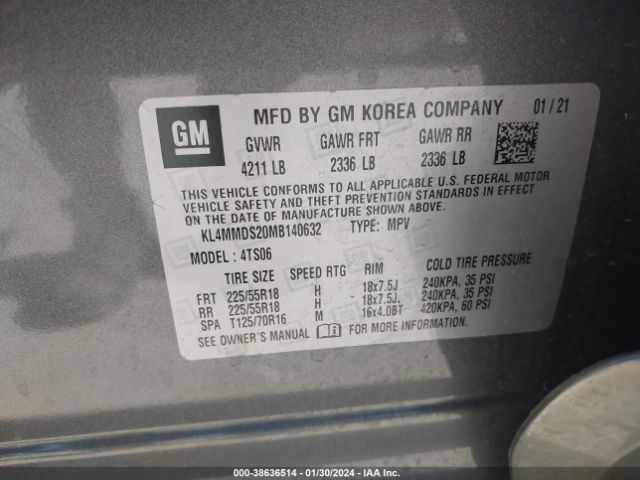 GM
MFD BY GM KOREA COMPANY 01/21
GVWR GAWR FRT GAWR RR
4211 LB 2336 LB 2336 LB
THIS VEHICLE CONFORMS TO ALL APPLICABLE U.S. FEDERAL MOTOR
VEHICLE SAFETY AND THEFT PREVENTION STANDARDS IN EFFECT
ON THE DATE OF MANUFACTURE SHOWN ABOVE.
KL4MMDS20MB140632 TYPE: MPV
MODEL : 4TS06
TIRE SIZE SPEED RTG RIM COLD TIRE PRESSURE
FRT 225/55R18 H 18x7.5J 240KPA, 35 PSI
RR 225/55R18 H 18x7.5J. 240KPA, 35 PSI
SPA T125/70R16 M 16x4.0BT 420KPA, 60 PSI
SEE OWNER'S MANUAL FOR MORE INFORMATION.
000-38636514 - 01/30/2024 - IAA Inc.